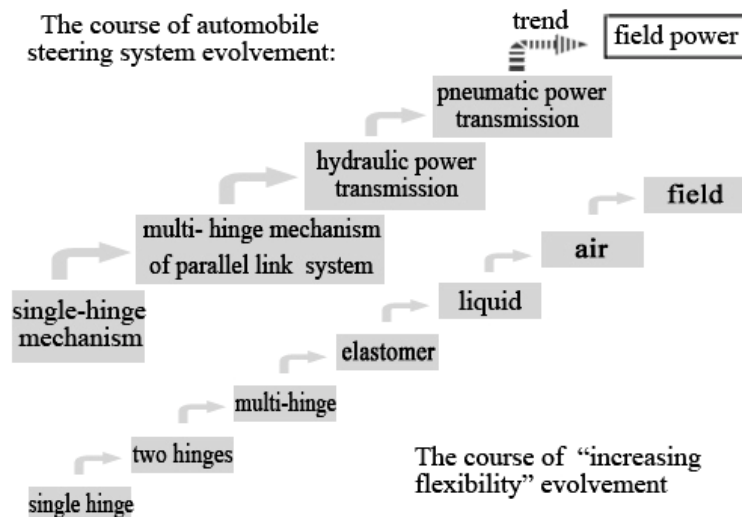 The course of automobile
steering system evolvement:
trend
field power
pneumatic power
transmission
hydraulic power
transmission
multi- hinge mechanism
of parallel link system
single-hinge
mechanism
field
air
liquid
elastomer
multi-hinge
two hinges
single hinge
The course of “increasing
flexibility” evolvement